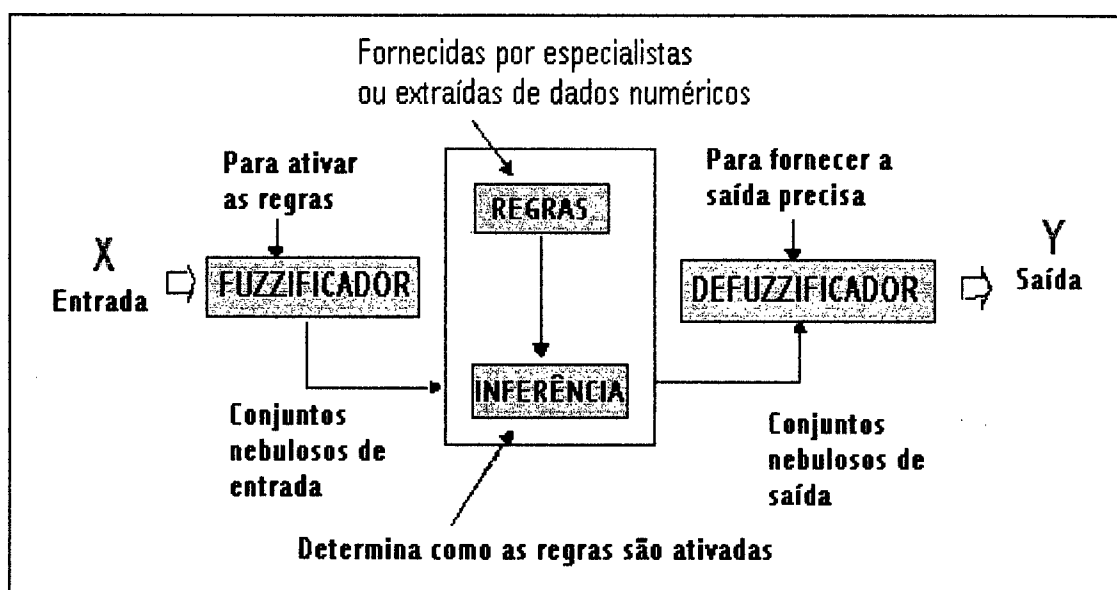 Fornecidas por especialistas
ou extraídas de dados numéricos
Para ativar
as regras
Para fornecer a
saída precisa
REGRAS
X
Entrada
FUZZIFICADOR
DEFUZZIFICADOR
Y
Saída
INFERÊNCIA
Conjuntos
nebulosos de
entrada
Conjuntos
nebulosos de
saída
Determina como as regras são ativadas